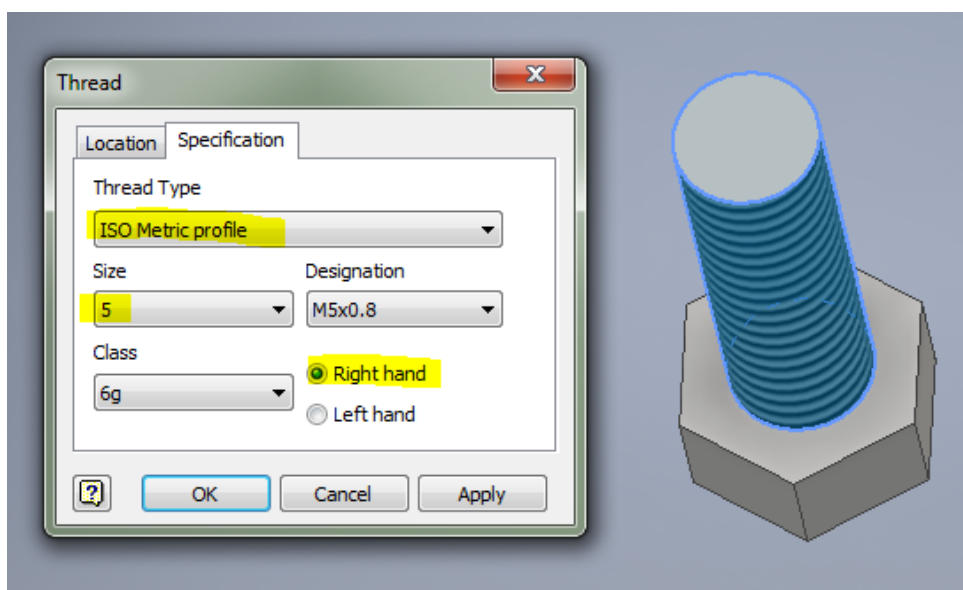 Thread
Location Specification
Thread Type
ISO Metric profile
Size Designation
5 M5x0.8
Class
6g
Right hand
Left hand
? OK Cancel Apply